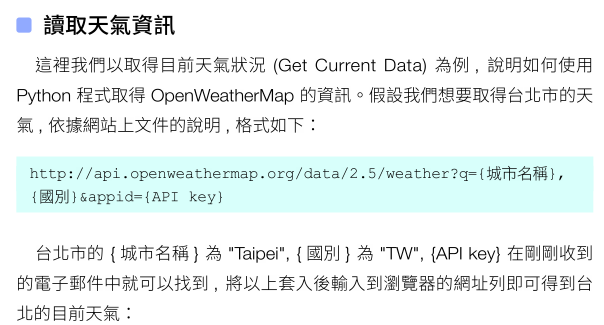 讀取天氣資訊
這裡我們以取得目前天氣狀況 (Get Current Data) 為例，說明如何使用
Python 程式取得 OpenWeatherMap 的資訊。假設我們想要取得台北市的天
氣，依據網站上文件的說明，格式如下：
http://api.openweathermap.org/data/2.5/weather?q={城市名稱},
{國別}&appid={API key}
台北市的 { 城市名稱 } 為 "Taipei", { 國別 } 為 "TW", {API key} 在剛剛收到
的電子郵件中就可以找到，將以上套入後輸入到瀏覽器的網址列即可得到台
北的目前天氣：